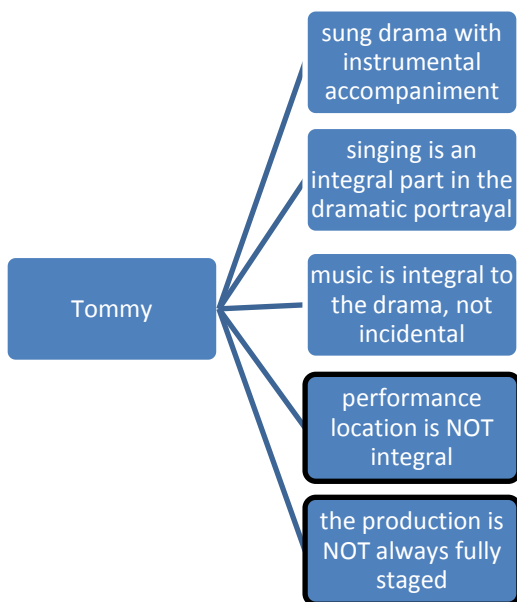 sung drama with
instrumental
accompaniment
singing is an
integral part in the
dramatic portrayal
Tommy
music is integral to
the drama, not
incidental
performance
location is NOT
integral
the production is
NOT always fully
staged